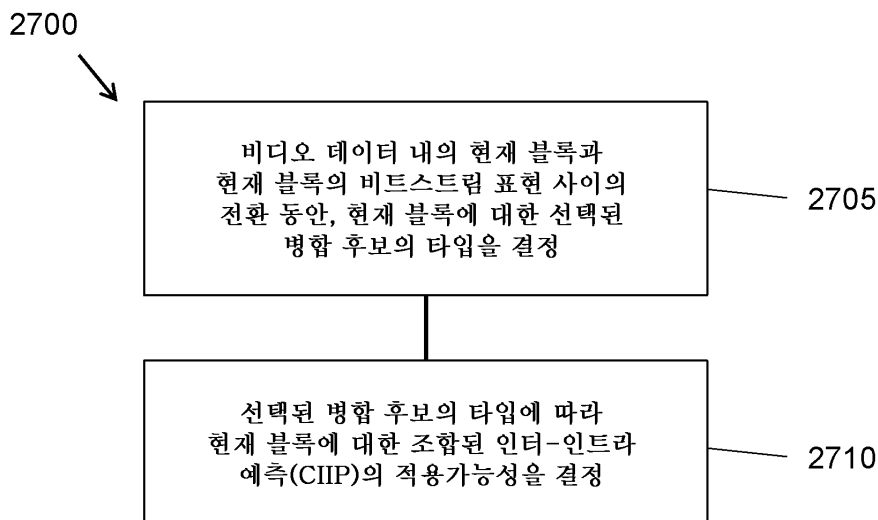 2700
비디오 데이터 내의 현재 블록과
현재 블록의 비트스트림 표현 사이의
전환 동안, 현재 블록에 대한 선택된
병합 후보의 타입을 결정
2705
선택된 병합 후보의 타입에 따라
현재 블록에 대한 조합된 인터-인트라
예측(CIIP)의 적용가능성을 결정
2710